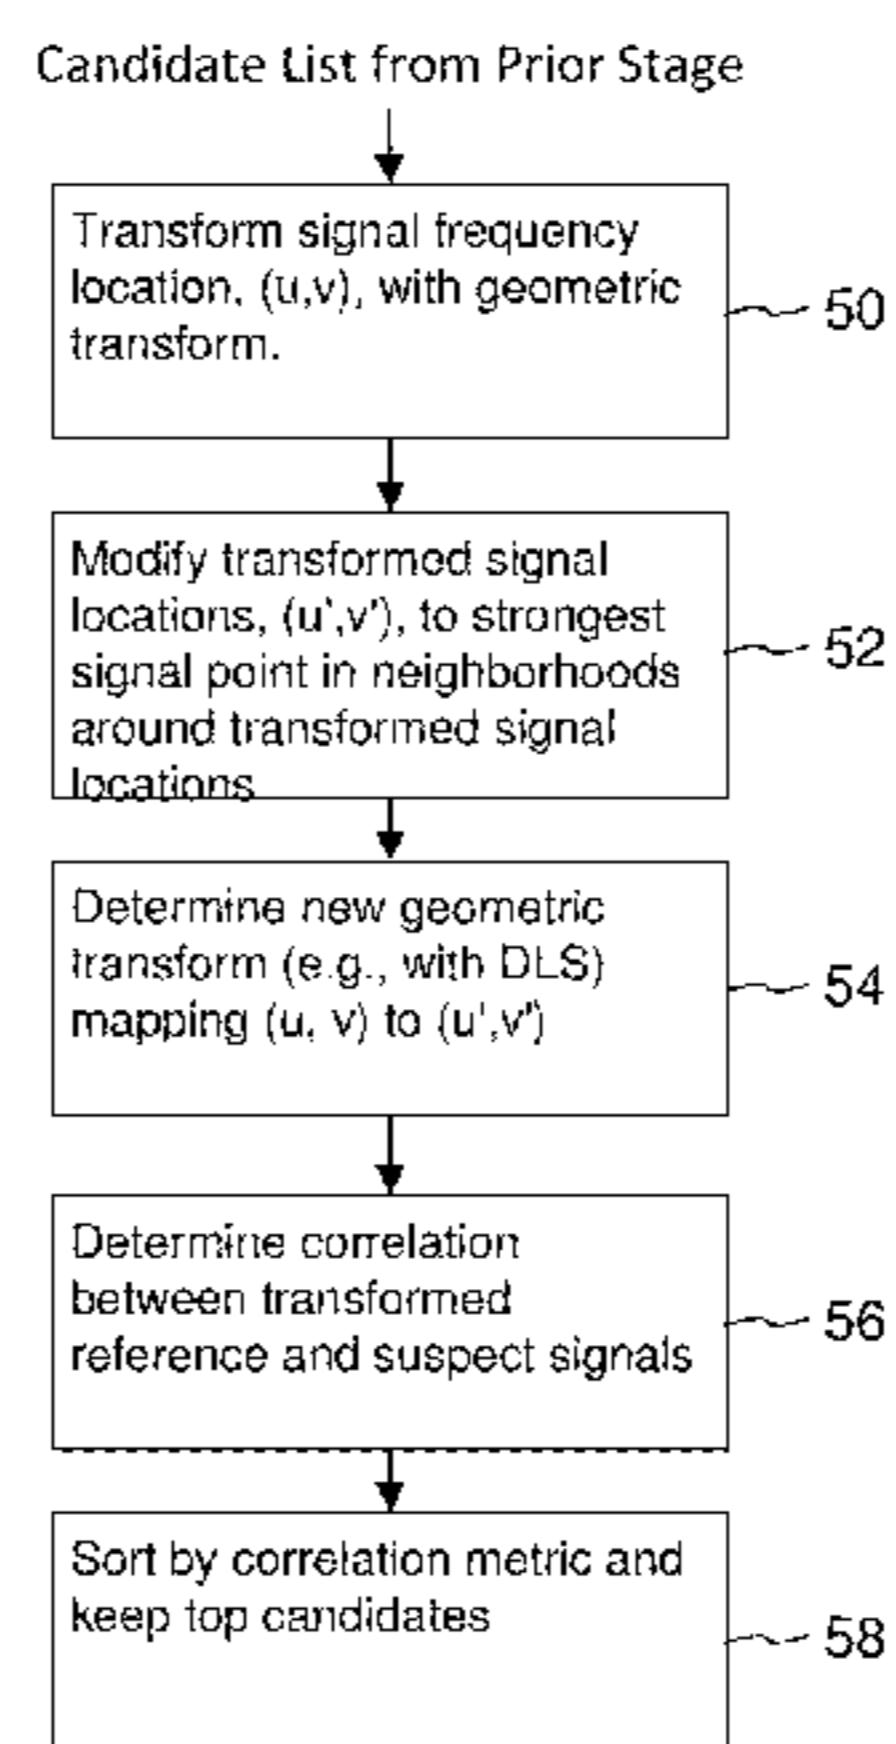 Candidate List from Prior Stage
Transform signal frequency
location, (u,v), with geometric
transform.
50
Modify transformed signal
locations, (u',v'), to strongest
signal point in neighborhoods
around transformed signal
locations
52
Determine new geometric
transform (e.g., with DLS)
mapping (u, v) to (u',v')
54
Determine correlation
between transformed
reference and suspect signals
56
Sort by correlation metric and
keep top candidates
58